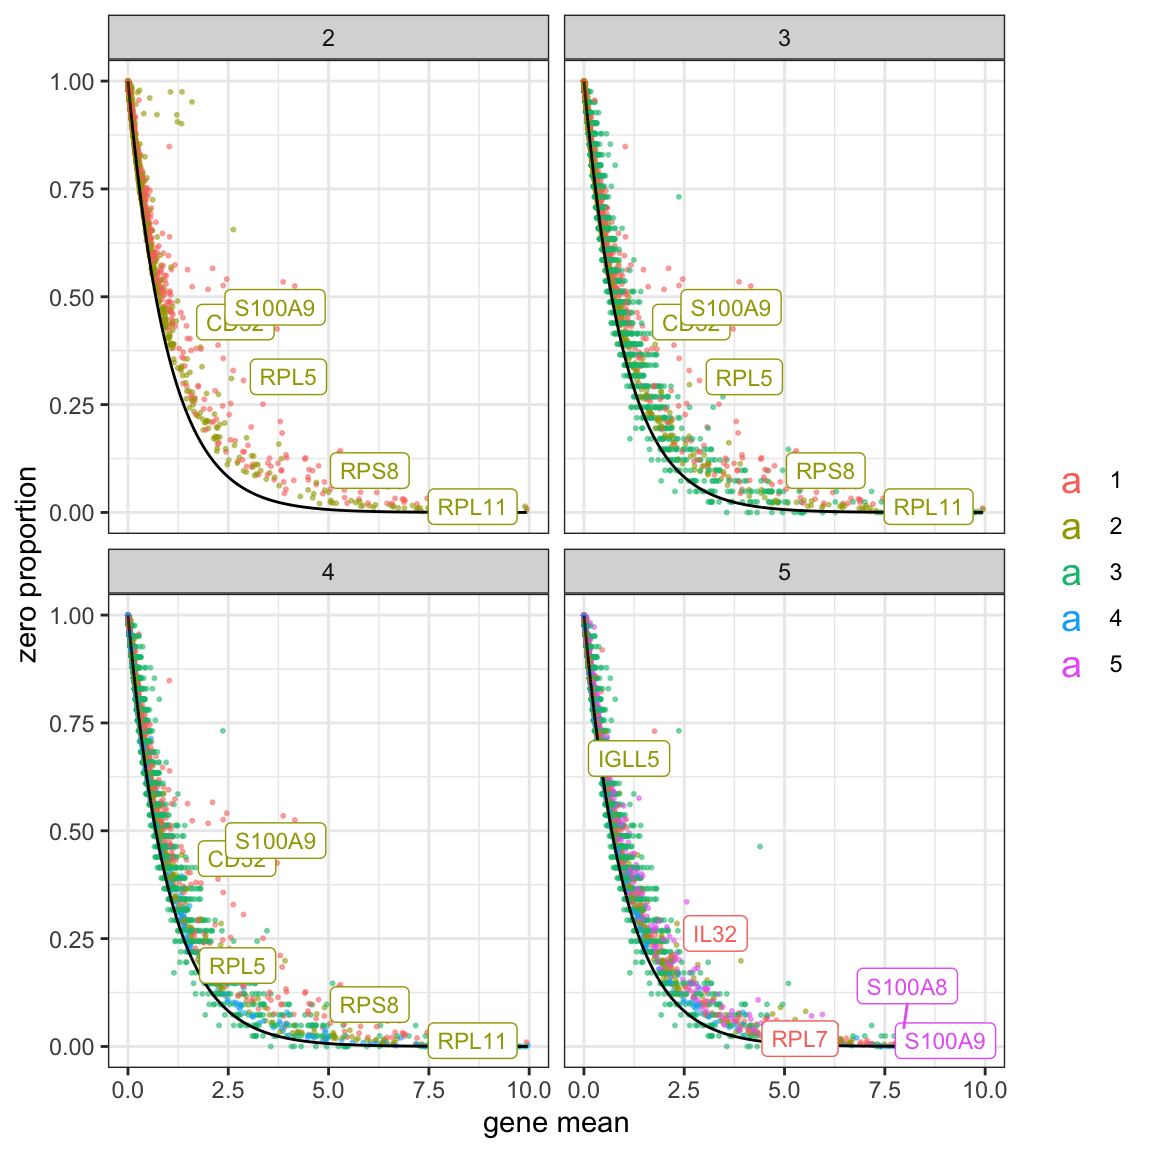 2
3
1.00
0.75
0.50
0.25
0.00
S100A9
CD52
RPL5
RPS8
RPL11
S100A9
CD52
RPL5
RPS8
RPL11
zero proportion
4
5
1.00
0.75
0.50
0.25
0.00
S100A9
CD52
RPL5
RPS8
RPL11
IGLL5
IL32
S100A8
RPL7
S100A9
0.0 2.5 5.0 7.5 10.0
0.0 2.5 5.0 7.5 10.0
gene mean
a 1
a 2
a 3
a 4
a 5